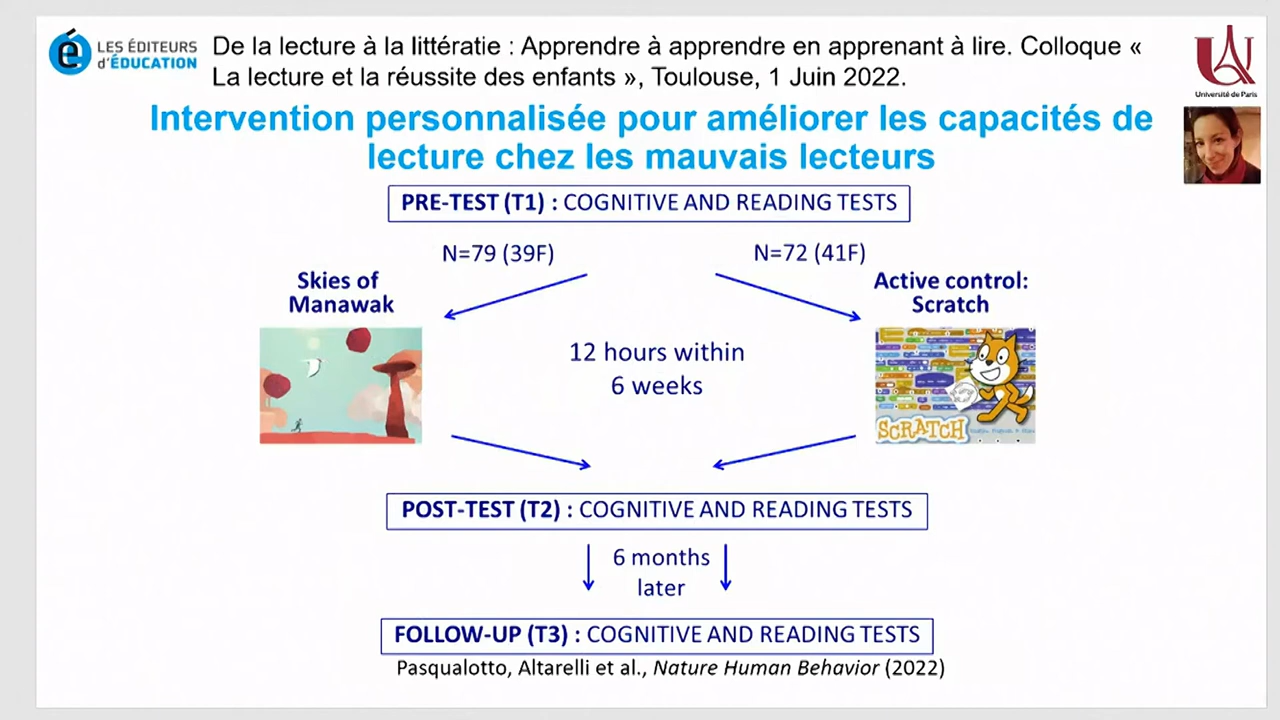 LES ÉDITEURS
d'ÉDUCATION
De la lecture à la littératie : Apprendre à apprendre en apprenant à lire. Colloque «
La lecture et la réussite des enfants », Toulouse, 1 Juin 2022.
Université de Paris
Intervention personnalisée pour améliorer les capacités de
lecture chez les mauvais lecteurs
PRE-TEST (T1) : COGNITIVE AND READING TESTS
N=79 (39F)
N=72 (41F)
Skies of
Manawak
Active control:
Scratch
12 hours within
6 weeks
SCRATCH
POST-TEST (T2) : COGNITIVE AND READING TESTS
6 months
later
FOLLOW-UP (T3) : COGNITIVE AND READING TESTS
Pasqualotto, Altarelli et al., Nature Human Behavior (2022)